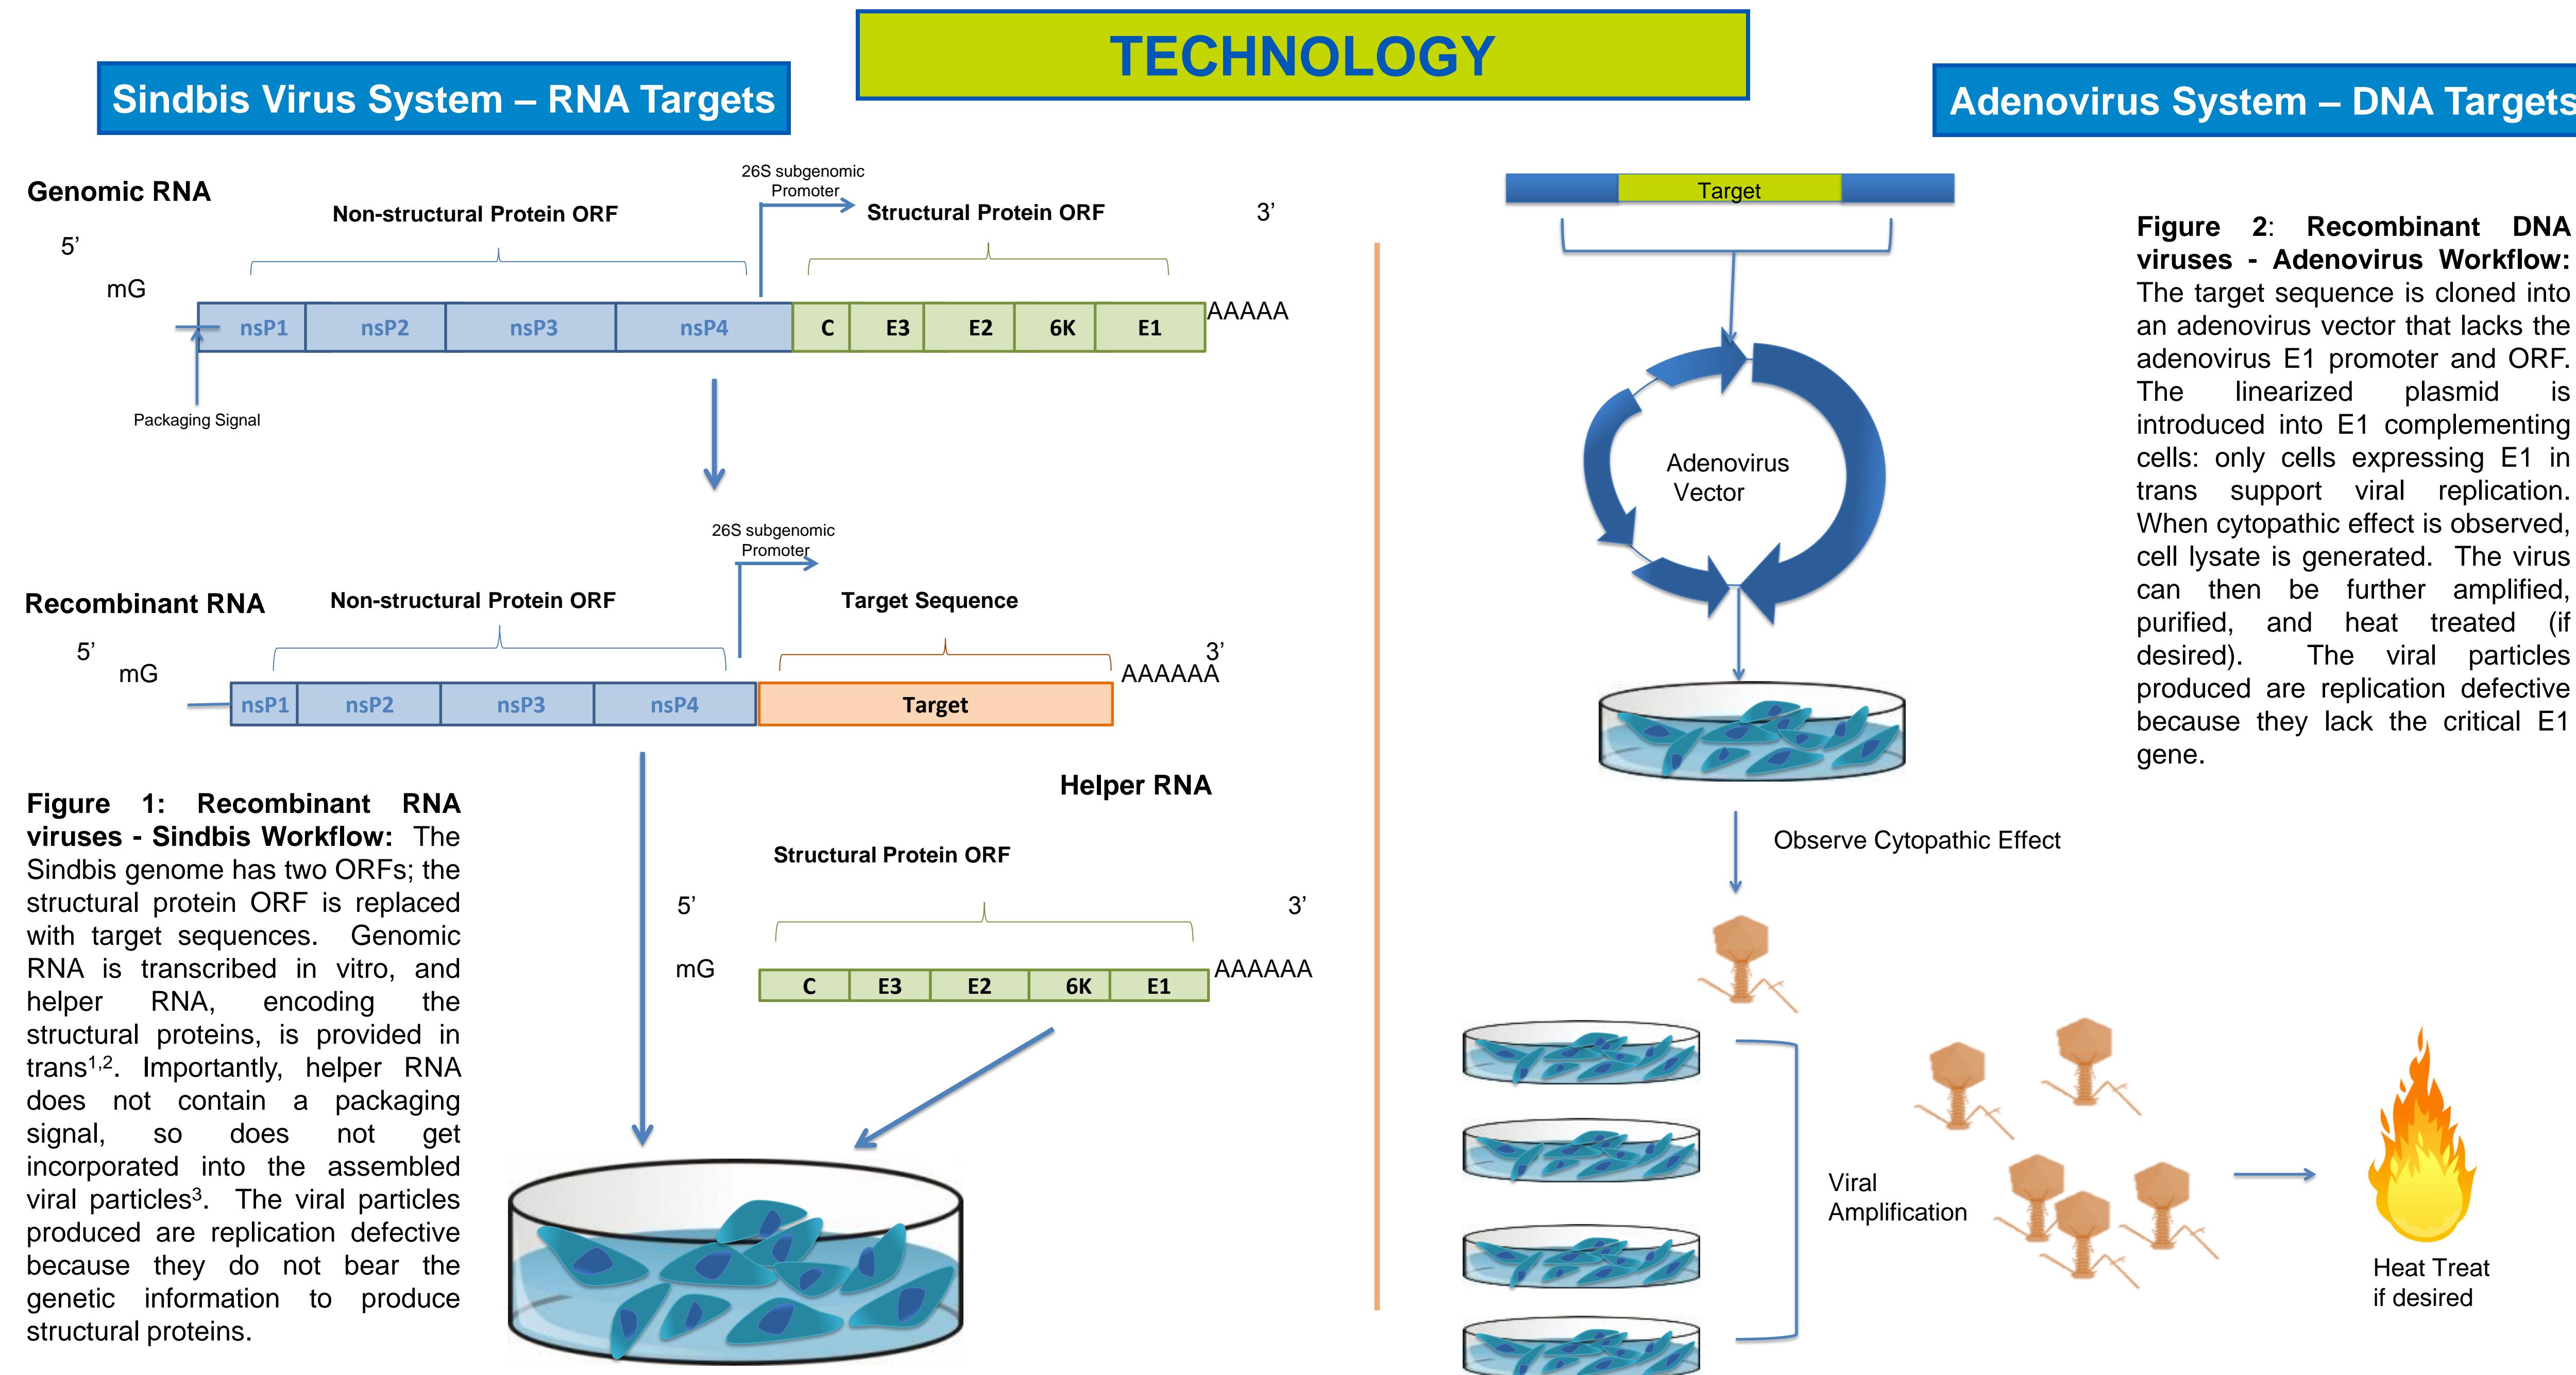 TECHNOLOGY
Sindbis Virus System – RNA Targets
Genomic RNA
26S subgenomic
Promoter
Non-structural Protein ORF
Structural Protein ORF
3’
5’
mG
nsP1 nsP2 nsP3 nsP4 C E3 E2 6K E1
AAAAA
Packaging Signal
26S subgenomic
Promoter
Recombinant RNA
Non-structural Protein ORF
Target Sequence
5’
3’
mG
AAAAAA
nsP1 nsP2 nsP3 nsP4 Target
Helper RNA
Structural Protein ORF
5’
3’
mG
AAAAAA
C E3 E2 6K E1
Figure 1: Recombinant RNA
viruses - Sindbis Workflow: The
Sindbis genome has two ORFs; the
structural protein ORF is replaced
with target sequences. Genomic
RNA is transcribed in vitro, and
helper RNA, encoding the
structural proteins, is provided in
trans1,2. Importantly, helper RNA
does not contain a packaging
signal, so does not get
incorporated into the assembled
viral particles3. The viral particles
produced are replication defective
because they do not bear the
genetic information to produce
structural proteins.
Adenovirus System – DNA Targets
Target
Adenovirus
Vector
Observe Cytopathic Effect
Viral
Amplification
Heat Treat
if desired
Figure 2: Recombinant DNA
viruses - Adenovirus Workflow:
The target sequence is cloned into
an adenovirus vector that lacks the
adenovirus E1 promoter and ORF.
The linearized plasmid is
introduced into E1 complementing
cells: only cells expressing E1 in
trans support viral replication.
When cytopathic effect is observed,
cell lysate is generated. The virus
can then be further amplified,
purified, and heat treated (if
desired). The viral particles
produced are replication defective
because they lack the critical E1
gene.